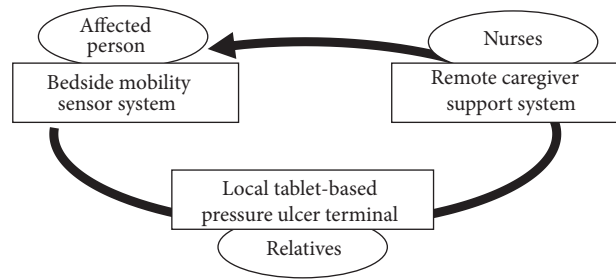 Affected
person
Bedside mobility
sensor system
Nurses
Remote caregiver
support system
Local tablet-based
pressure ulcer terminal
Relatives